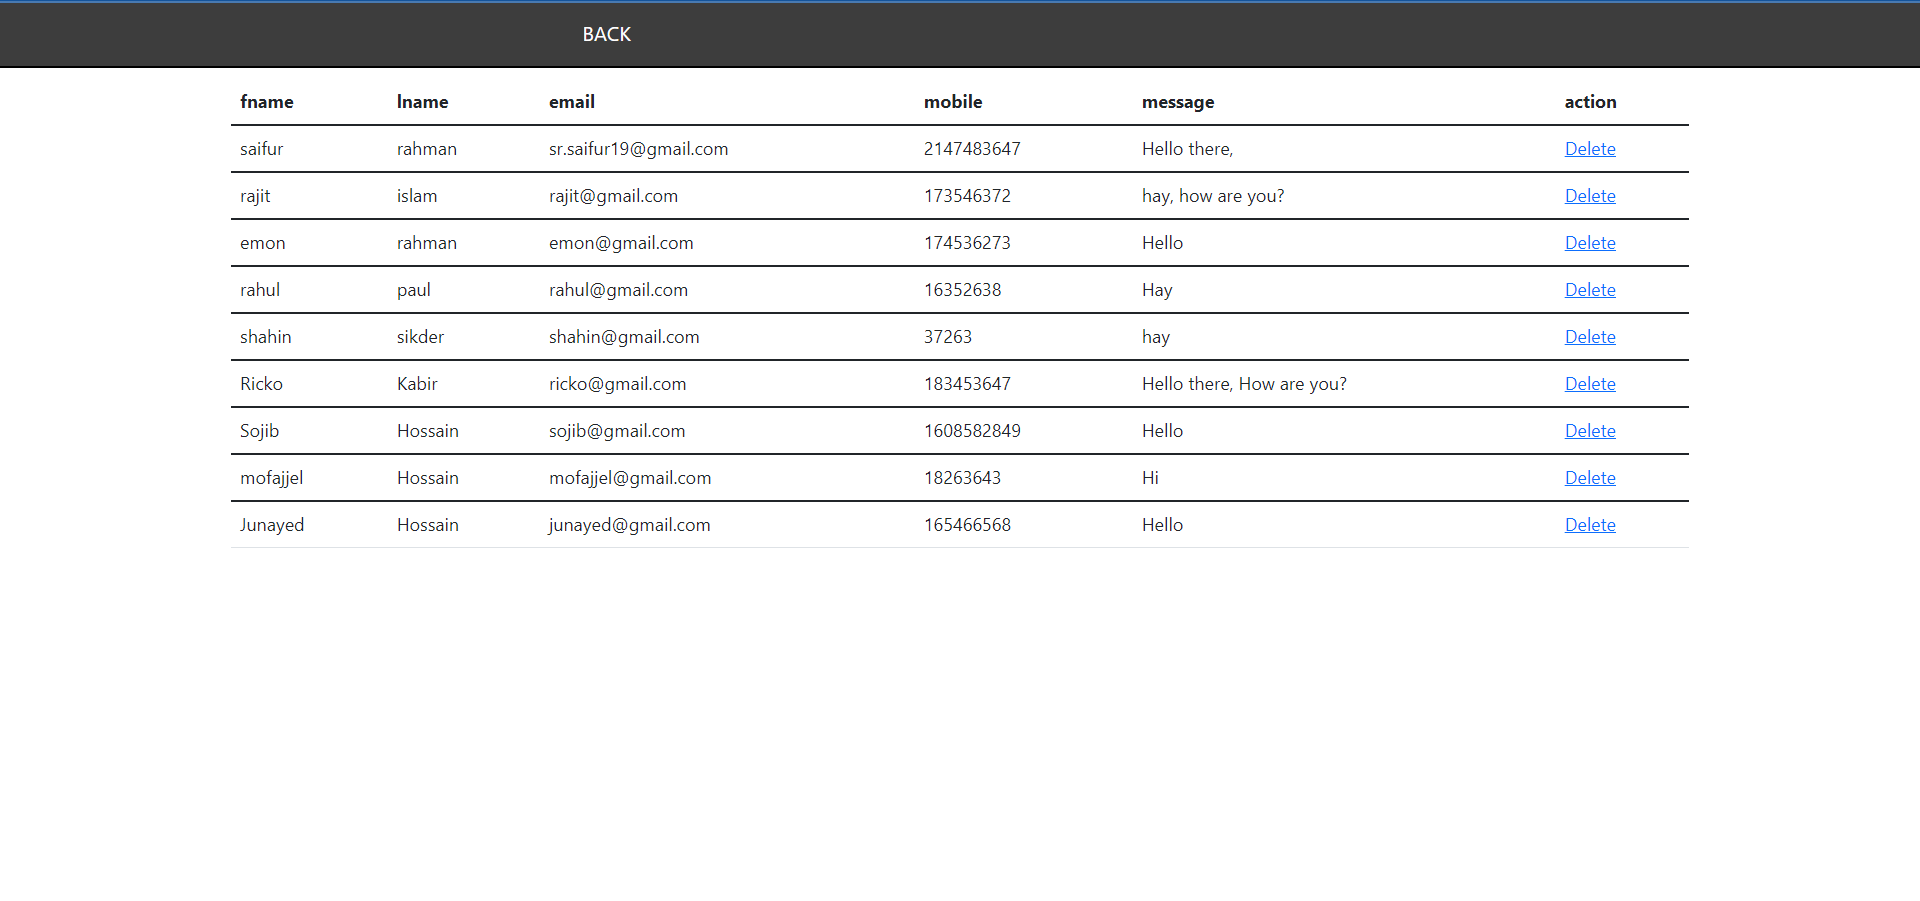 BACK
fname lname email mobile message action
saifur rahman sr.saifur19@gmail.com 2147483647 Hello there, Delete
rajit islam rajit@gmail.com 173546372 hay, how are you? Delete
emon rahman emon@gmail.com 174536273 Hello Delete
rahul paul rahul@gmail.com 16352638 Hay Delete
shahin sikder shahin@gmail.com 37263 hay Delete
Ricko Kabir ricko@gmail.com 183453647 Hello there, How are you? Delete
Sojib Hossain sojib@gmail.com 1608582849 Hello Delete
mofajjel Hossain mofajjel@gmail.com 18263643 Hi Delete
Junayed Hossain junayed@gmail.com 165466568 Hello Delete